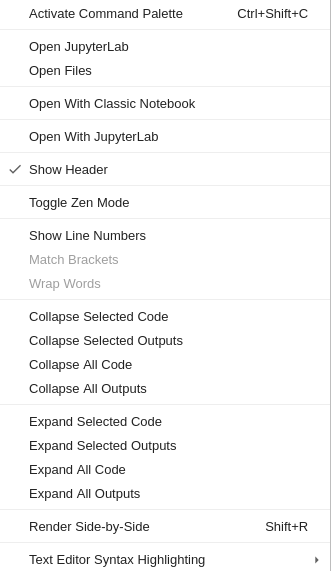 Activate Command Palette Ctrl+Shift+C
Open JupyterLab
Open Files
Open With Classic Notebook
Open With JupyterLab
Show Header
Toggle Zen Mode
Show Line Numbers
Match Brackets
Wrap Words
Collapse Selected Code
Collapse Selected Outputs
Collapse All Code
Collapse All Outputs
Expand Selected Code
Expand Selected Outputs
Expand All Code
Expand All Outputs
Render Side-by-Side Shift+R
Text Editor Syntax Highlighting